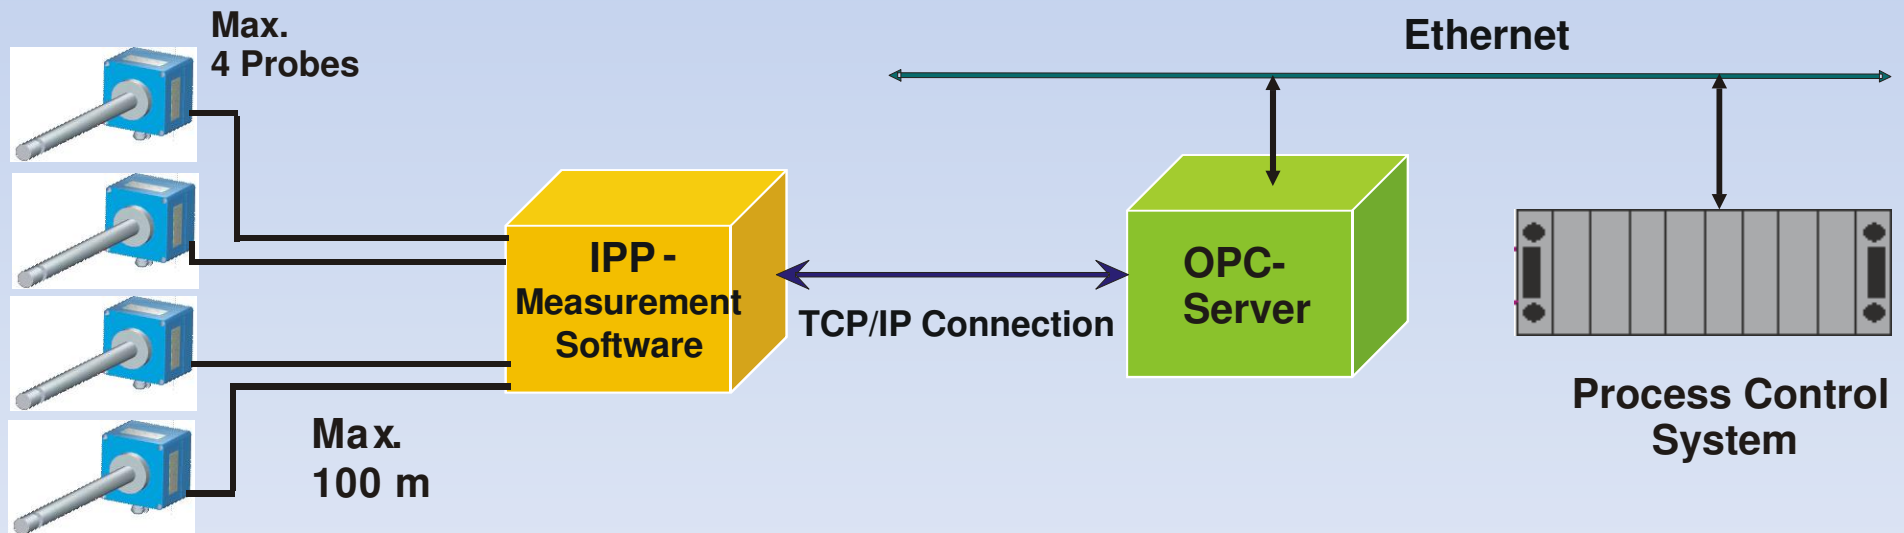 Max.
4 Probes
Ethernet
IPP -
Measurement
Software
TCP/IP Connection
OPC-
Server
Max.
100 m
Process Control
System